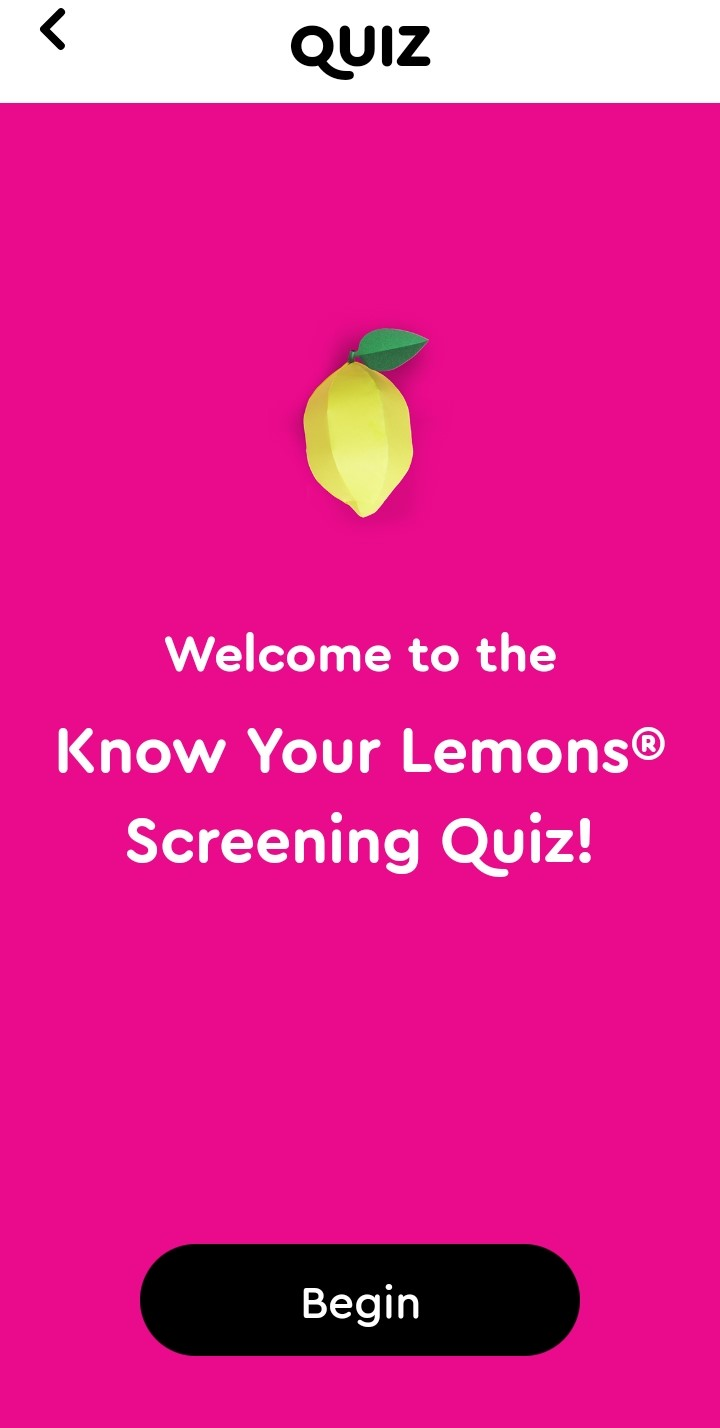 QUIZ
Welcome to the
Know Your Lemons®
Screening Quiz!
Begin